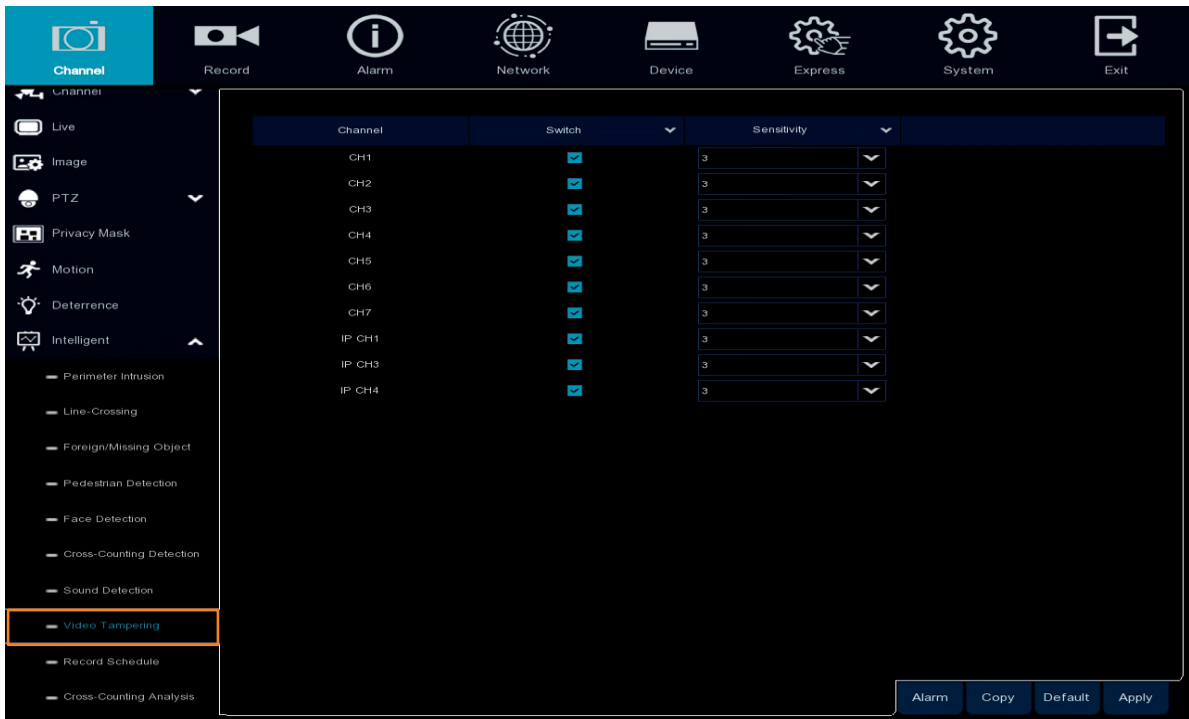 Channel Record Alarm Network Device Express System Exit
Channel
Live
Image
PTZ
Privacy Mask
Motion
Deterrence
Intelligent
Perimeter Intrusion
Line-Crossing
Foreign/Missing Object
Pedestrian Detection
Face Detection
Cross-Counting Detection
Sound Detection
Video Tampering
Record Schedule
Cross-Counting Analysis
Channel Switch Sensitivity
CH1 3
CH2 3
CH3 3
CH4 3
CH5 3
CH6 3
CH7 3
IP CH1 3
IP CH3 3
IP CH4 3
Alarm Copy Default Apply